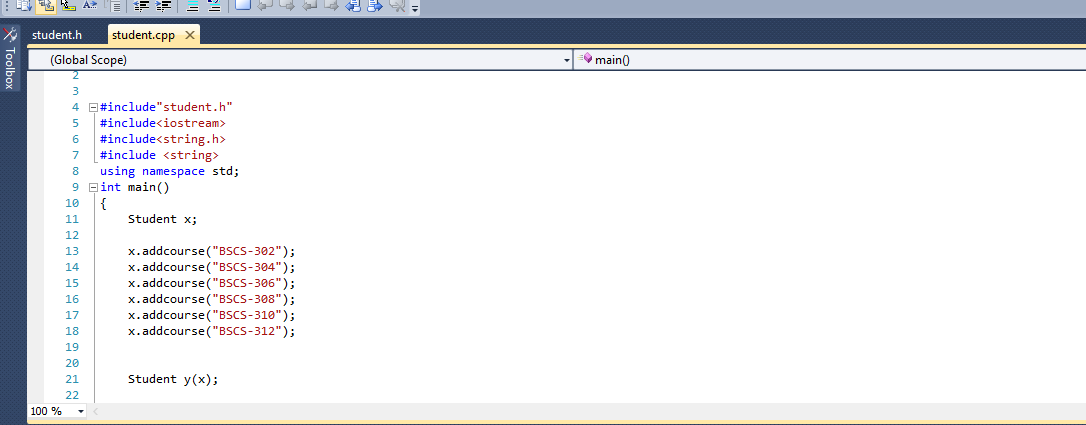 student.h student.cpp
Toolbox
(Global Scope) main()
2
3
4 #include"student.h"
5 #include<iostream>
6 #include<string.h>
7 #include <string>
8 using namespace std;
9 int main()
10 {
11 Student x;
12
13 x.addcourse("BSCS-302");
14 x.addcourse("BSCS-304");
15 x.addcourse("BSCS-306");
16 x.addcourse("BSCS-308");
17 x.addcourse("BSCS-310");
18 x.addcourse("BSCS-312");
19
20
21 Student y(x);
22
100 %